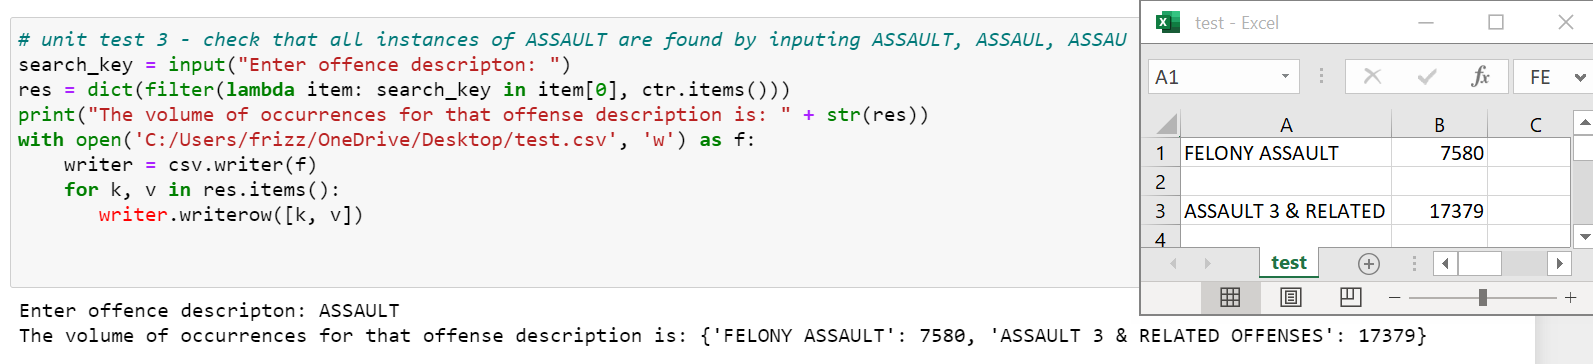 # unit test 3 - check that all instances of ASSAULT are found by inputing ASSAULT, ASSAUL, ASSAU
search_key = input("Enter offence descripton: ")
res = dict(filter(lambda item: search_key in item[0], ctr.items()))
print("The volume of occurrences for that offense description is: " + str(res))
with open('C:/Users/frizz/OneDrive/Desktop/test.csv', 'w') as f:
    writer = csv.writer(f)
    for k, v in res.items():
       writer.writerow([k, v])
test - Excel
A1 fx FE
A B C
1 FELONY ASSAULT 7580
2
3 ASSAULT 3 & RELATED 17379
4
test
Enter offence descripton: ASSAULT
The volume of occurrences for that offense description is: {'FELONY ASSAULT': 7580, 'ASSAULT 3 & RELATED OFFENSES': 17379}